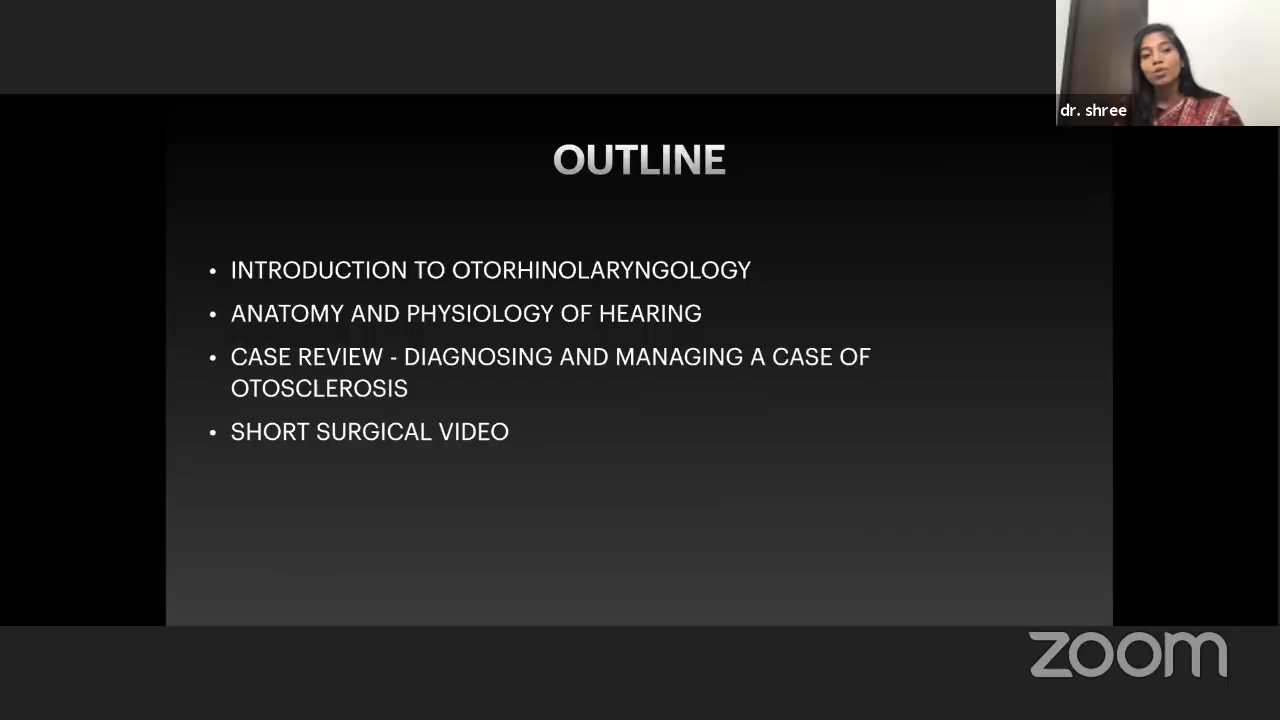 dr. shree
OUTLINE
• INTRODUCTION TO OTORHINOLARYNGOLOGY
• ANATOMY AND PHYSIOLOGY OF HEARING
• CASE REVIEW - DIAGNOSING AND MANAGING A CASE OF
OTOSCLEROSIS
• SHORT SURGICAL VIDEO
zoom